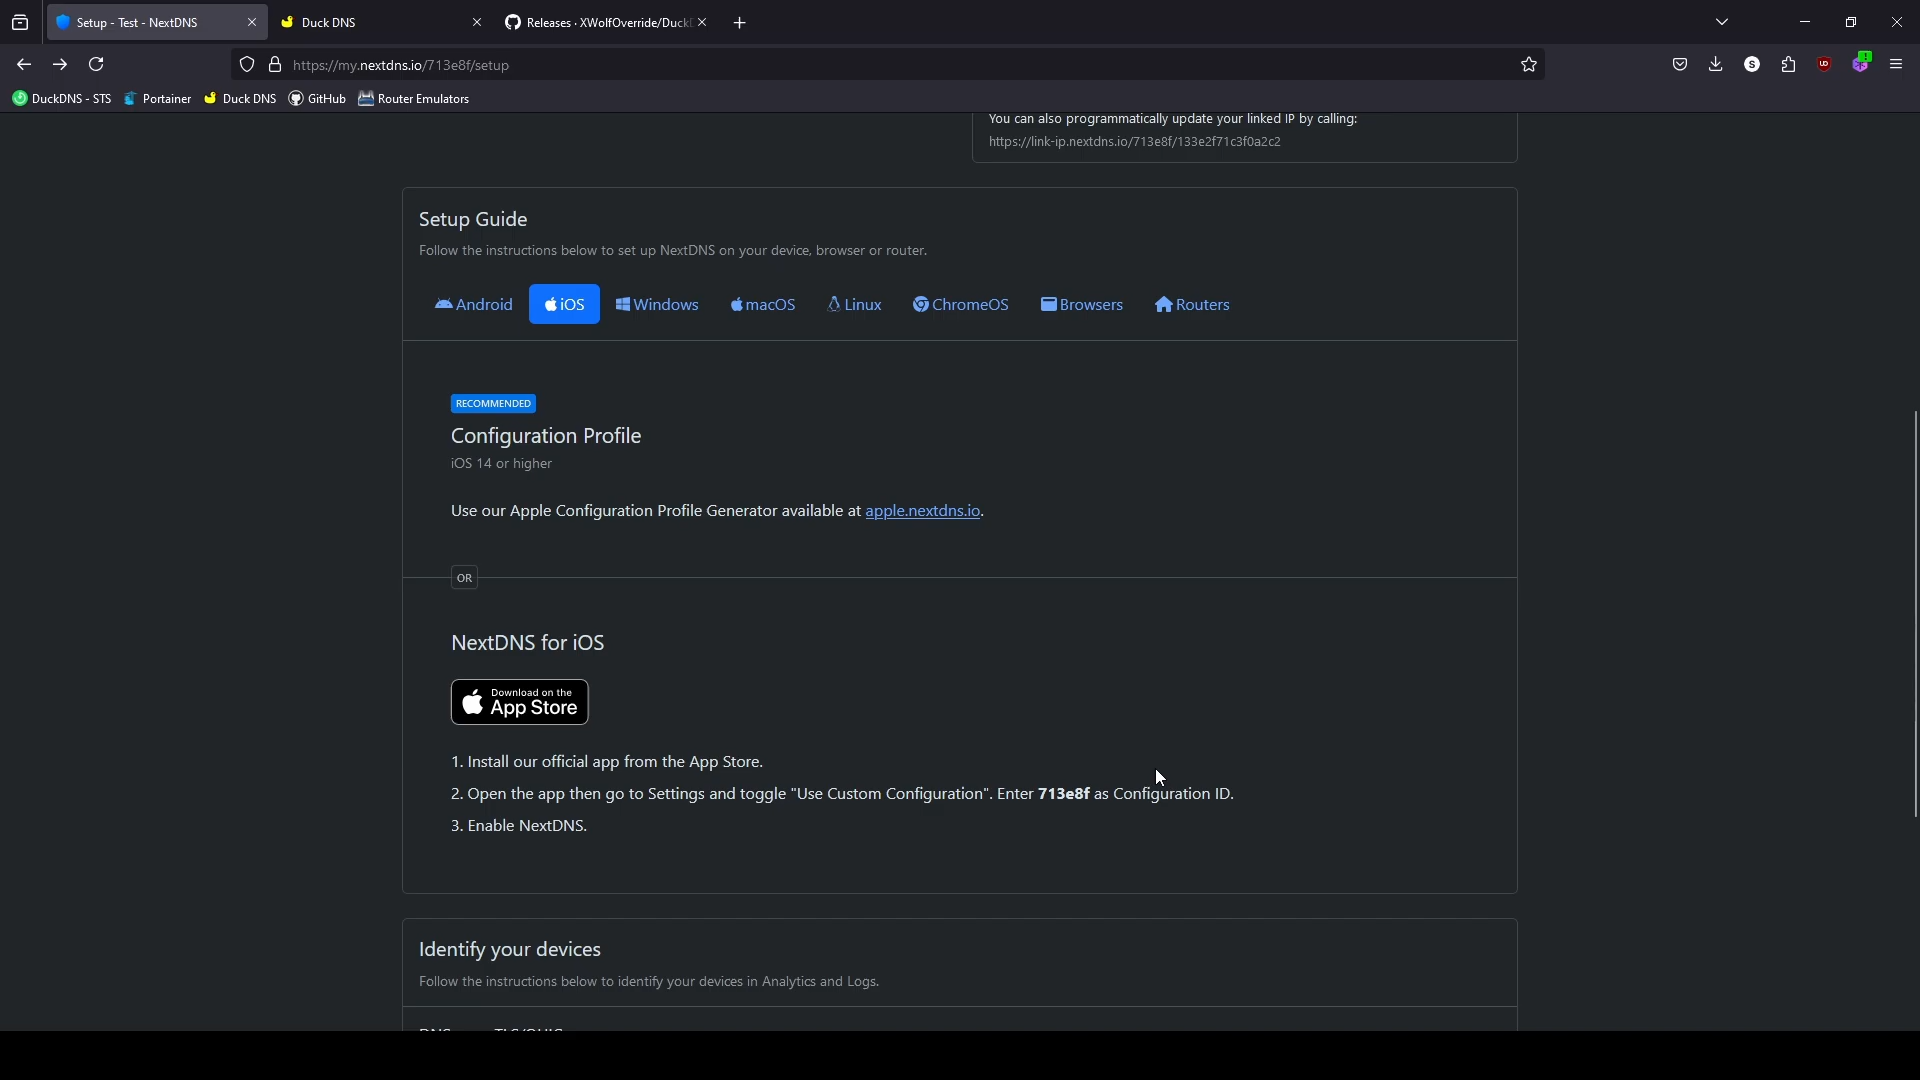 Setup - Test - NextDNS
Duck DNS
Releases · XWolfOverride/Duck
https://my.nextdns.io/713e8f/setup
DuckDNS - STS
Portainer
Duck DNS
GitHub
Router Emulators
You can also programmatically update your linked IP by calling:
https://link-ip.nextdns.io/713e8f/133e2f71c3f0a2c2
Setup Guide
Follow the instructions below to set up NextDNS on your device, browser or router.
Android
iOS
Windows
macOS
Linux
ChromeOS
Browsers
Routers
RECOMMENDED
Configuration Profile
iOS 14 or higher
Use our Apple Configuration Profile Generator available at apple.nextdns.io.
OR
NextDNS for iOS
Download on the
App Store
1. Install our official app from the App Store.
2. Open the app then go to Settings and toggle "Use Custom Configuration". Enter 713e8f as Configuration ID.
3. Enable NextDNS.
Identify your devices
Follow the instructions below to identify your devices in Analytics and Logs.